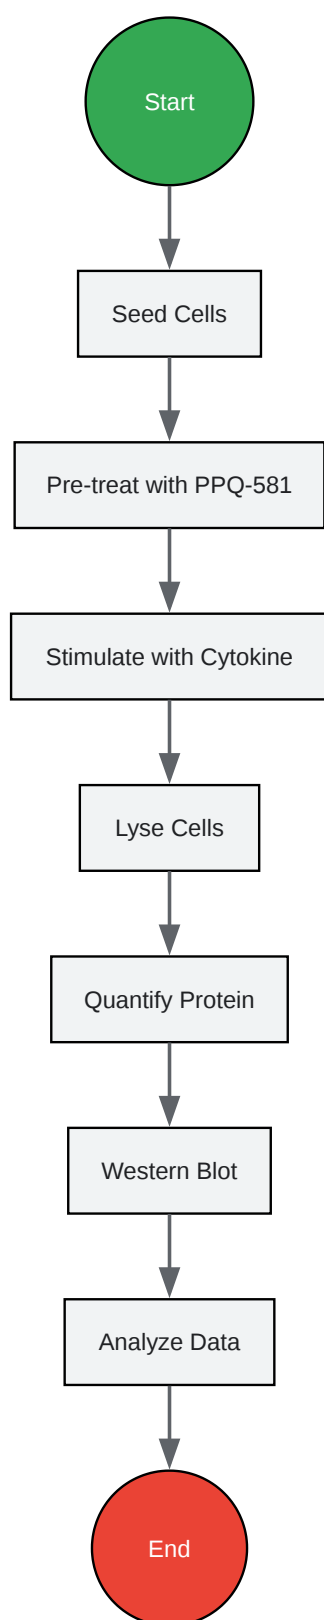 Start
Seed Cells
Pre-treat with PPQ-581
Stimulate with Cytokine
Lyse Cells
Quantify Protein
Western Blot
Analyze Data
End